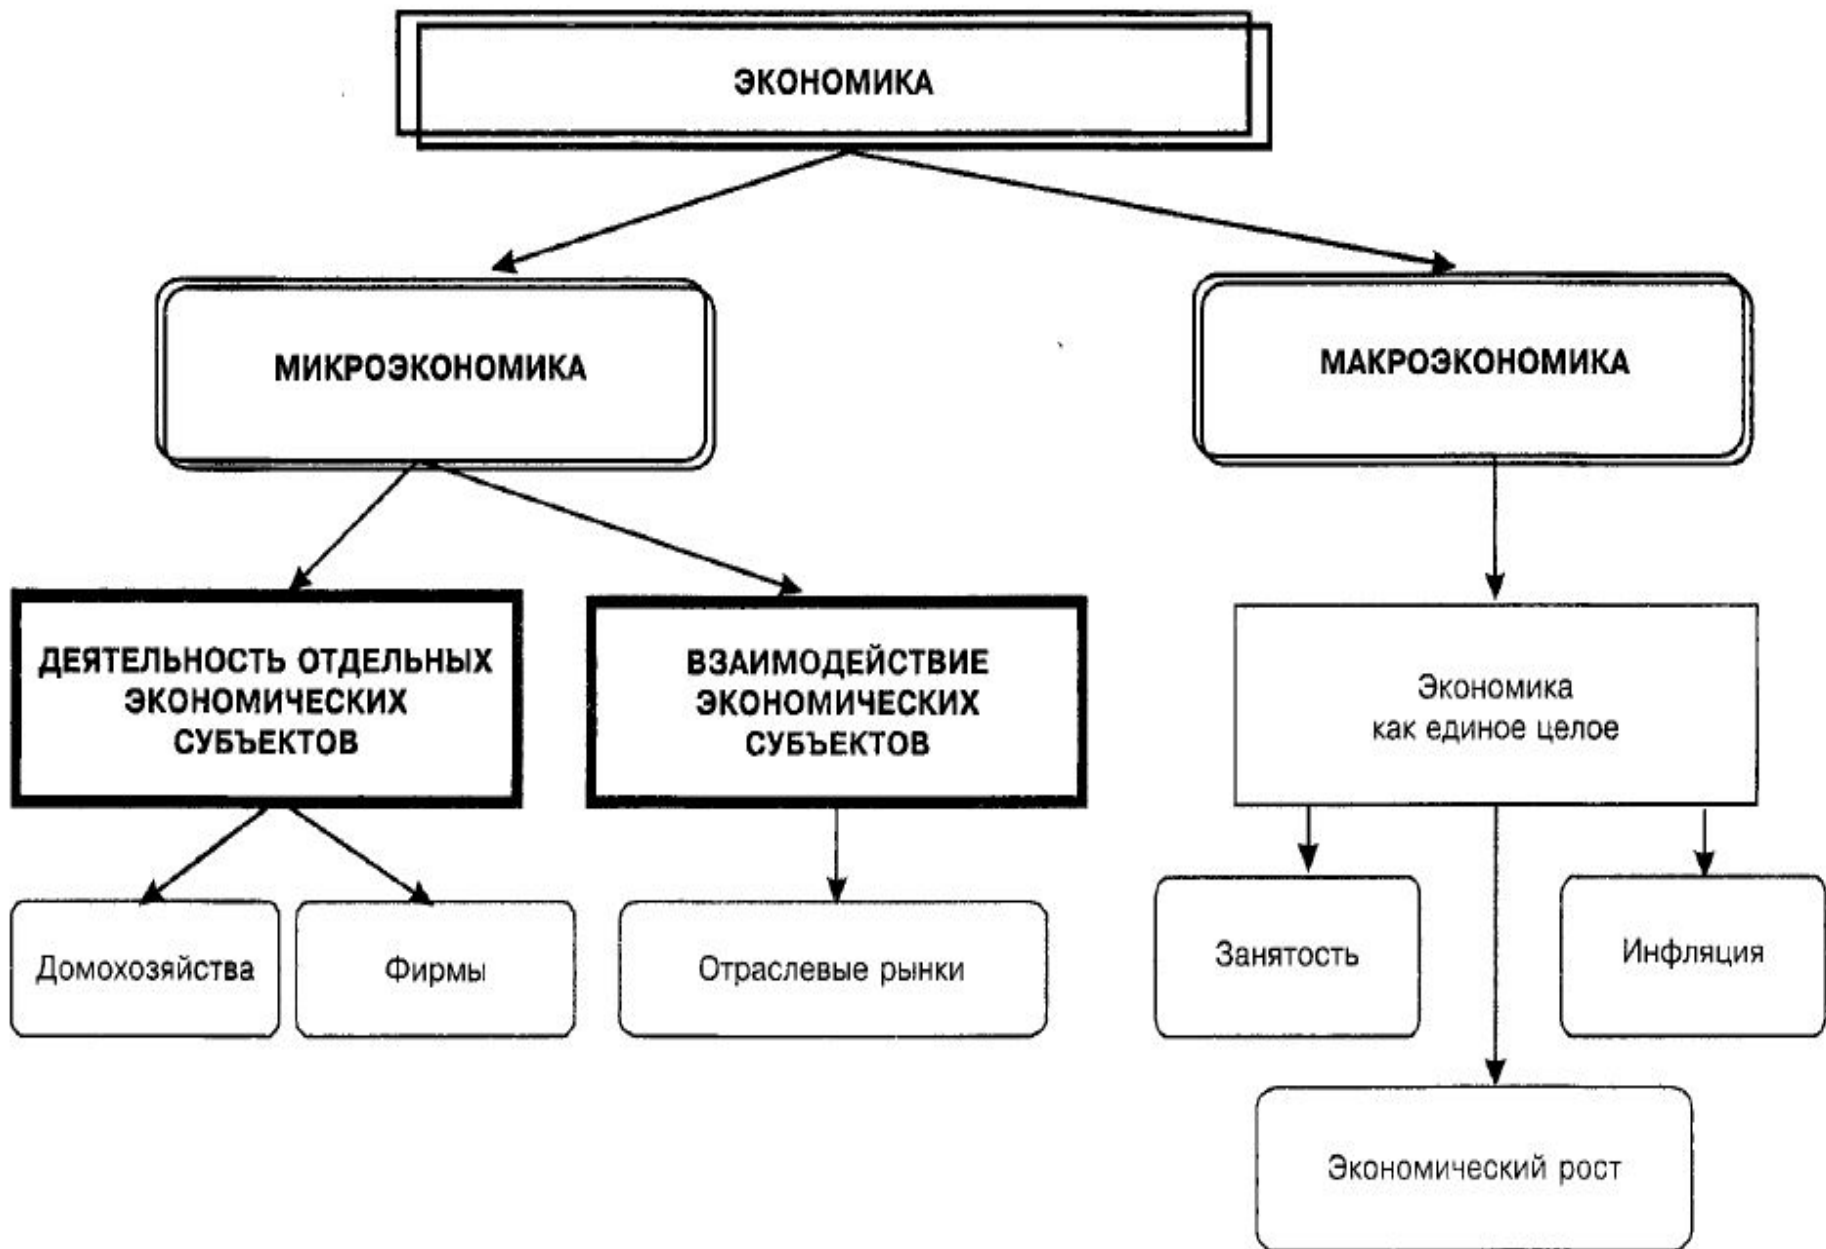 ЭКОНОМИКА
МИКРОЭКОНОМИКА
МАКРОЭКОНОМИКА
ДЕЯТЕЛЬНОСТЬ ОТДЕЛЬНЫХ
ЭКОНОМИЧЕСКИХ
СУБЪЕКТОВ
ВЗАИМОДЕЙСТВИЕ
ЭКОНОМИЧЕСКИХ
СУБЪЕКТОВ
Экономика
как единое целое
Домохозяйства
Фирмы
Отраслевые рынки
Занятость
Инфляция
Экономический рост